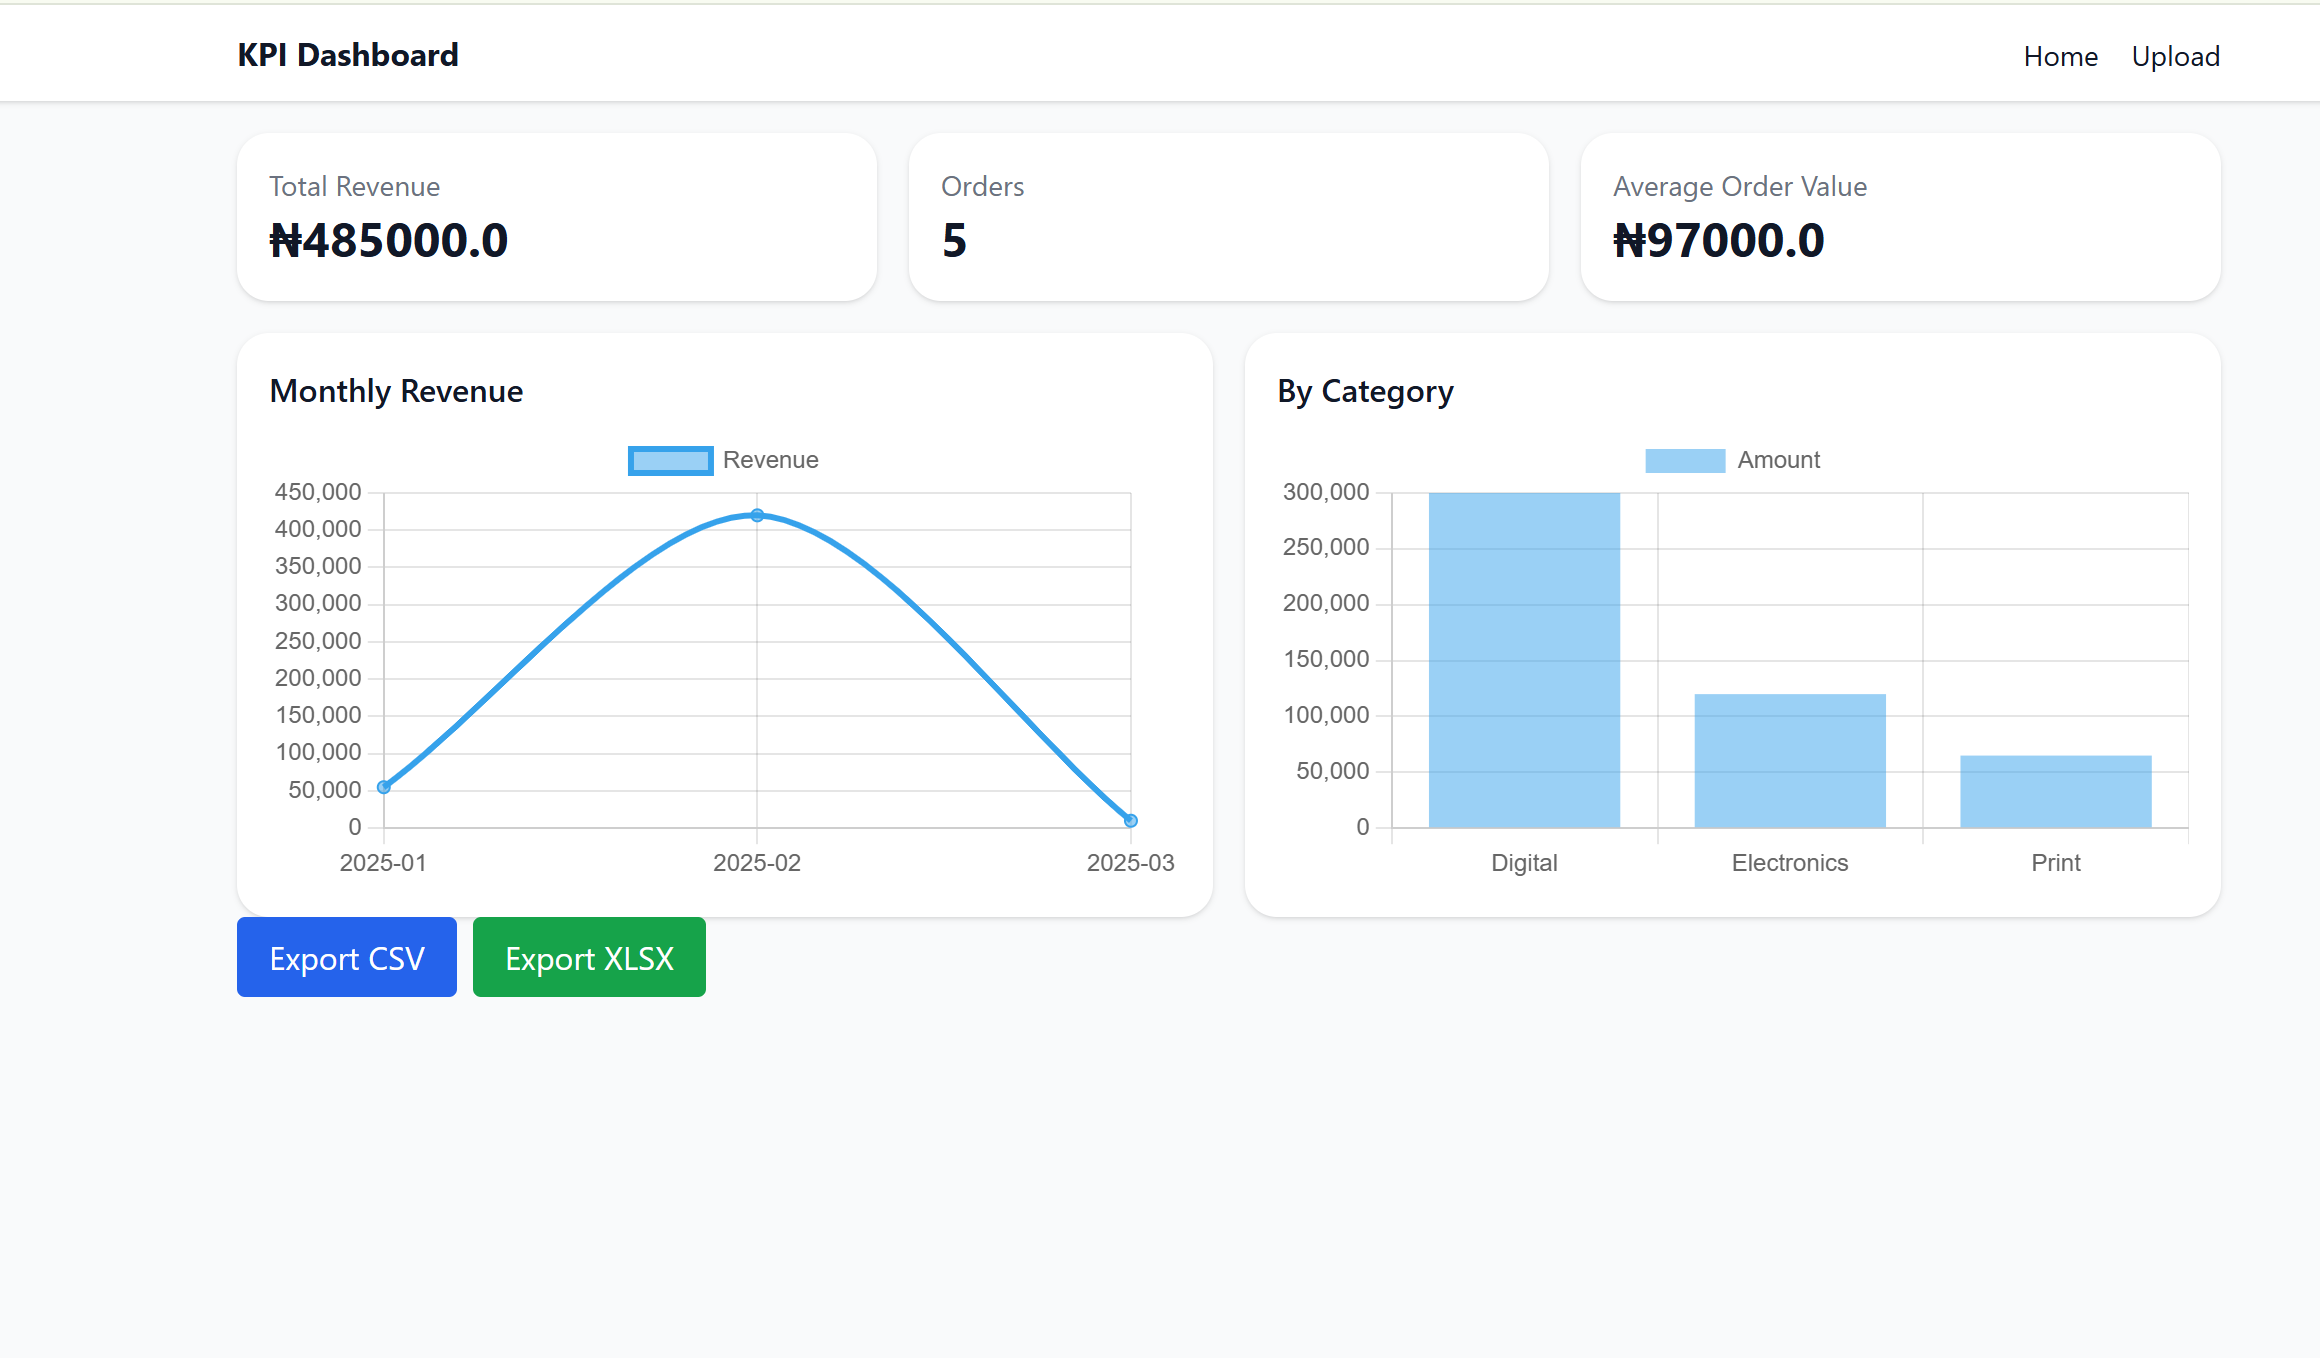 KPI Dashboard
Home Upload
Total Revenue
₦485000.0
Orders
5
Average Order Value
₦97000.0
Monthly Revenue
Revenue
450,000
400,000
350,000
300,000
250,000
200,000
150,000
100,000
50,000
0
2025-01 2025-02 2025-03
By Category
Amount
300,000
250,000
200,000
150,000
100,000
50,000
0
Digital Electronics Print
Export CSV Export XLSX